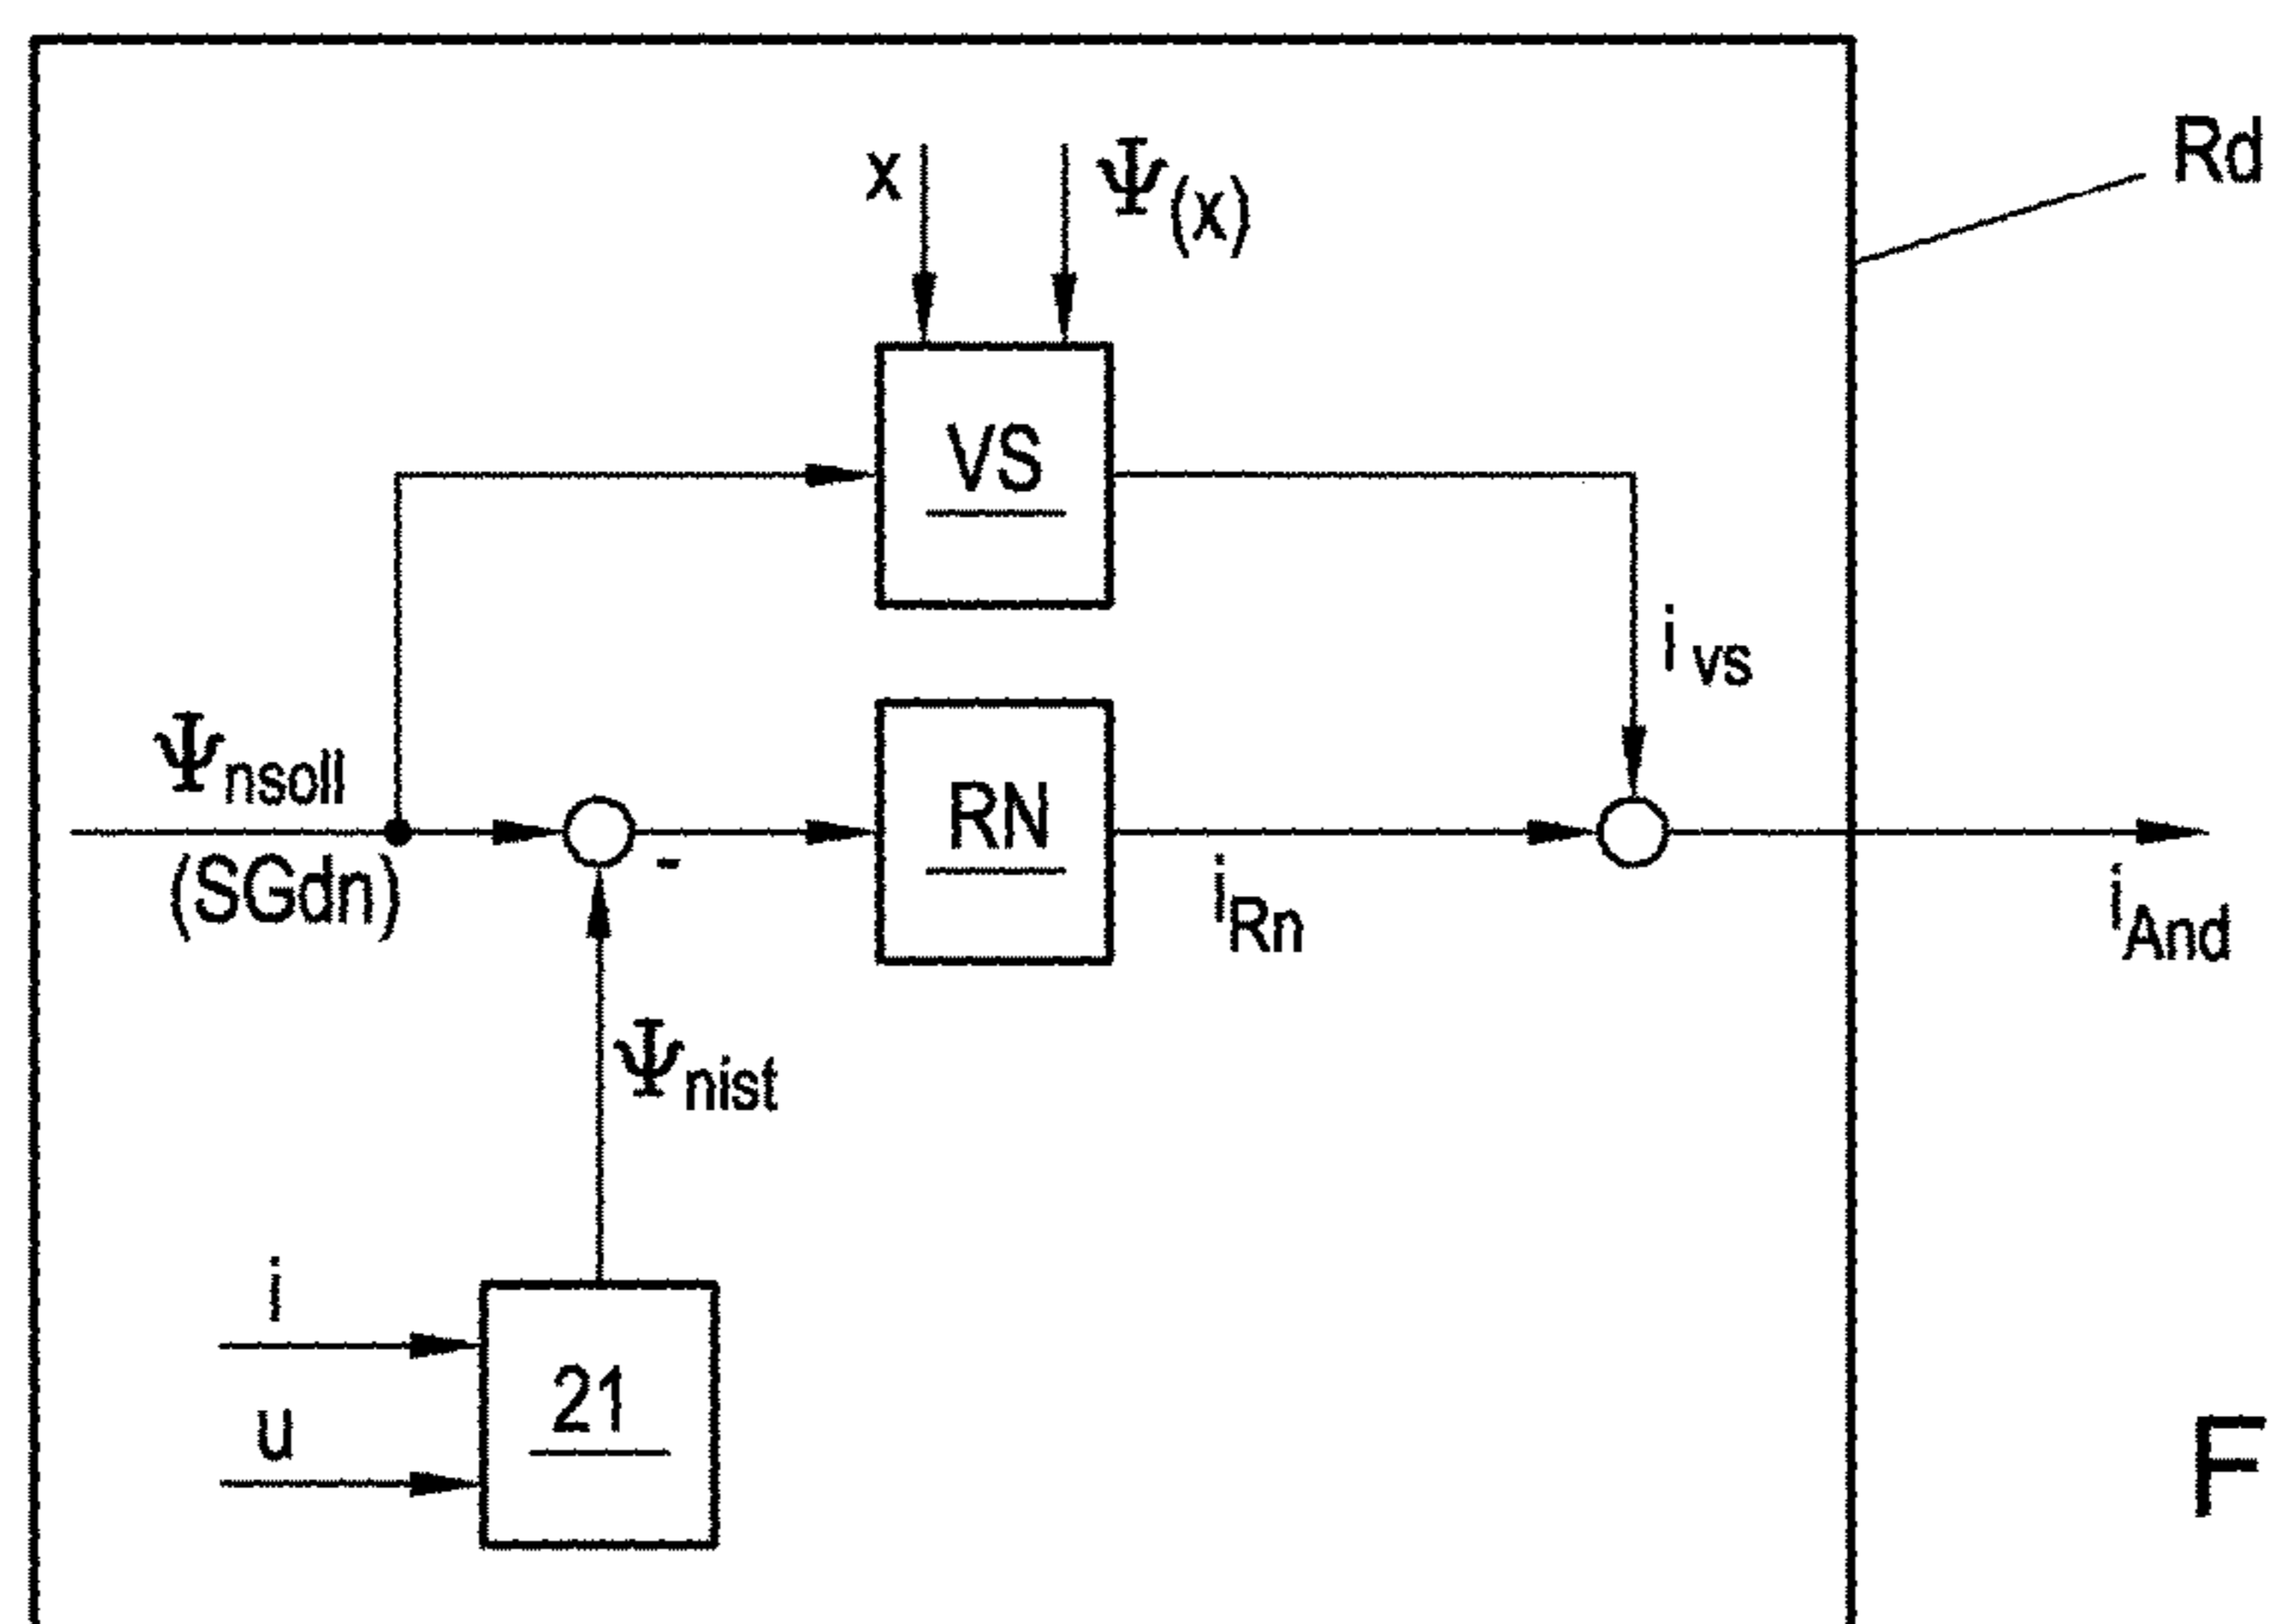 Rd
x
Ψ(x)
VS
i vs
Ψnsoll
(SGdn)
-
RN
iRn
iAnd
Ψnist
i
u
21
F